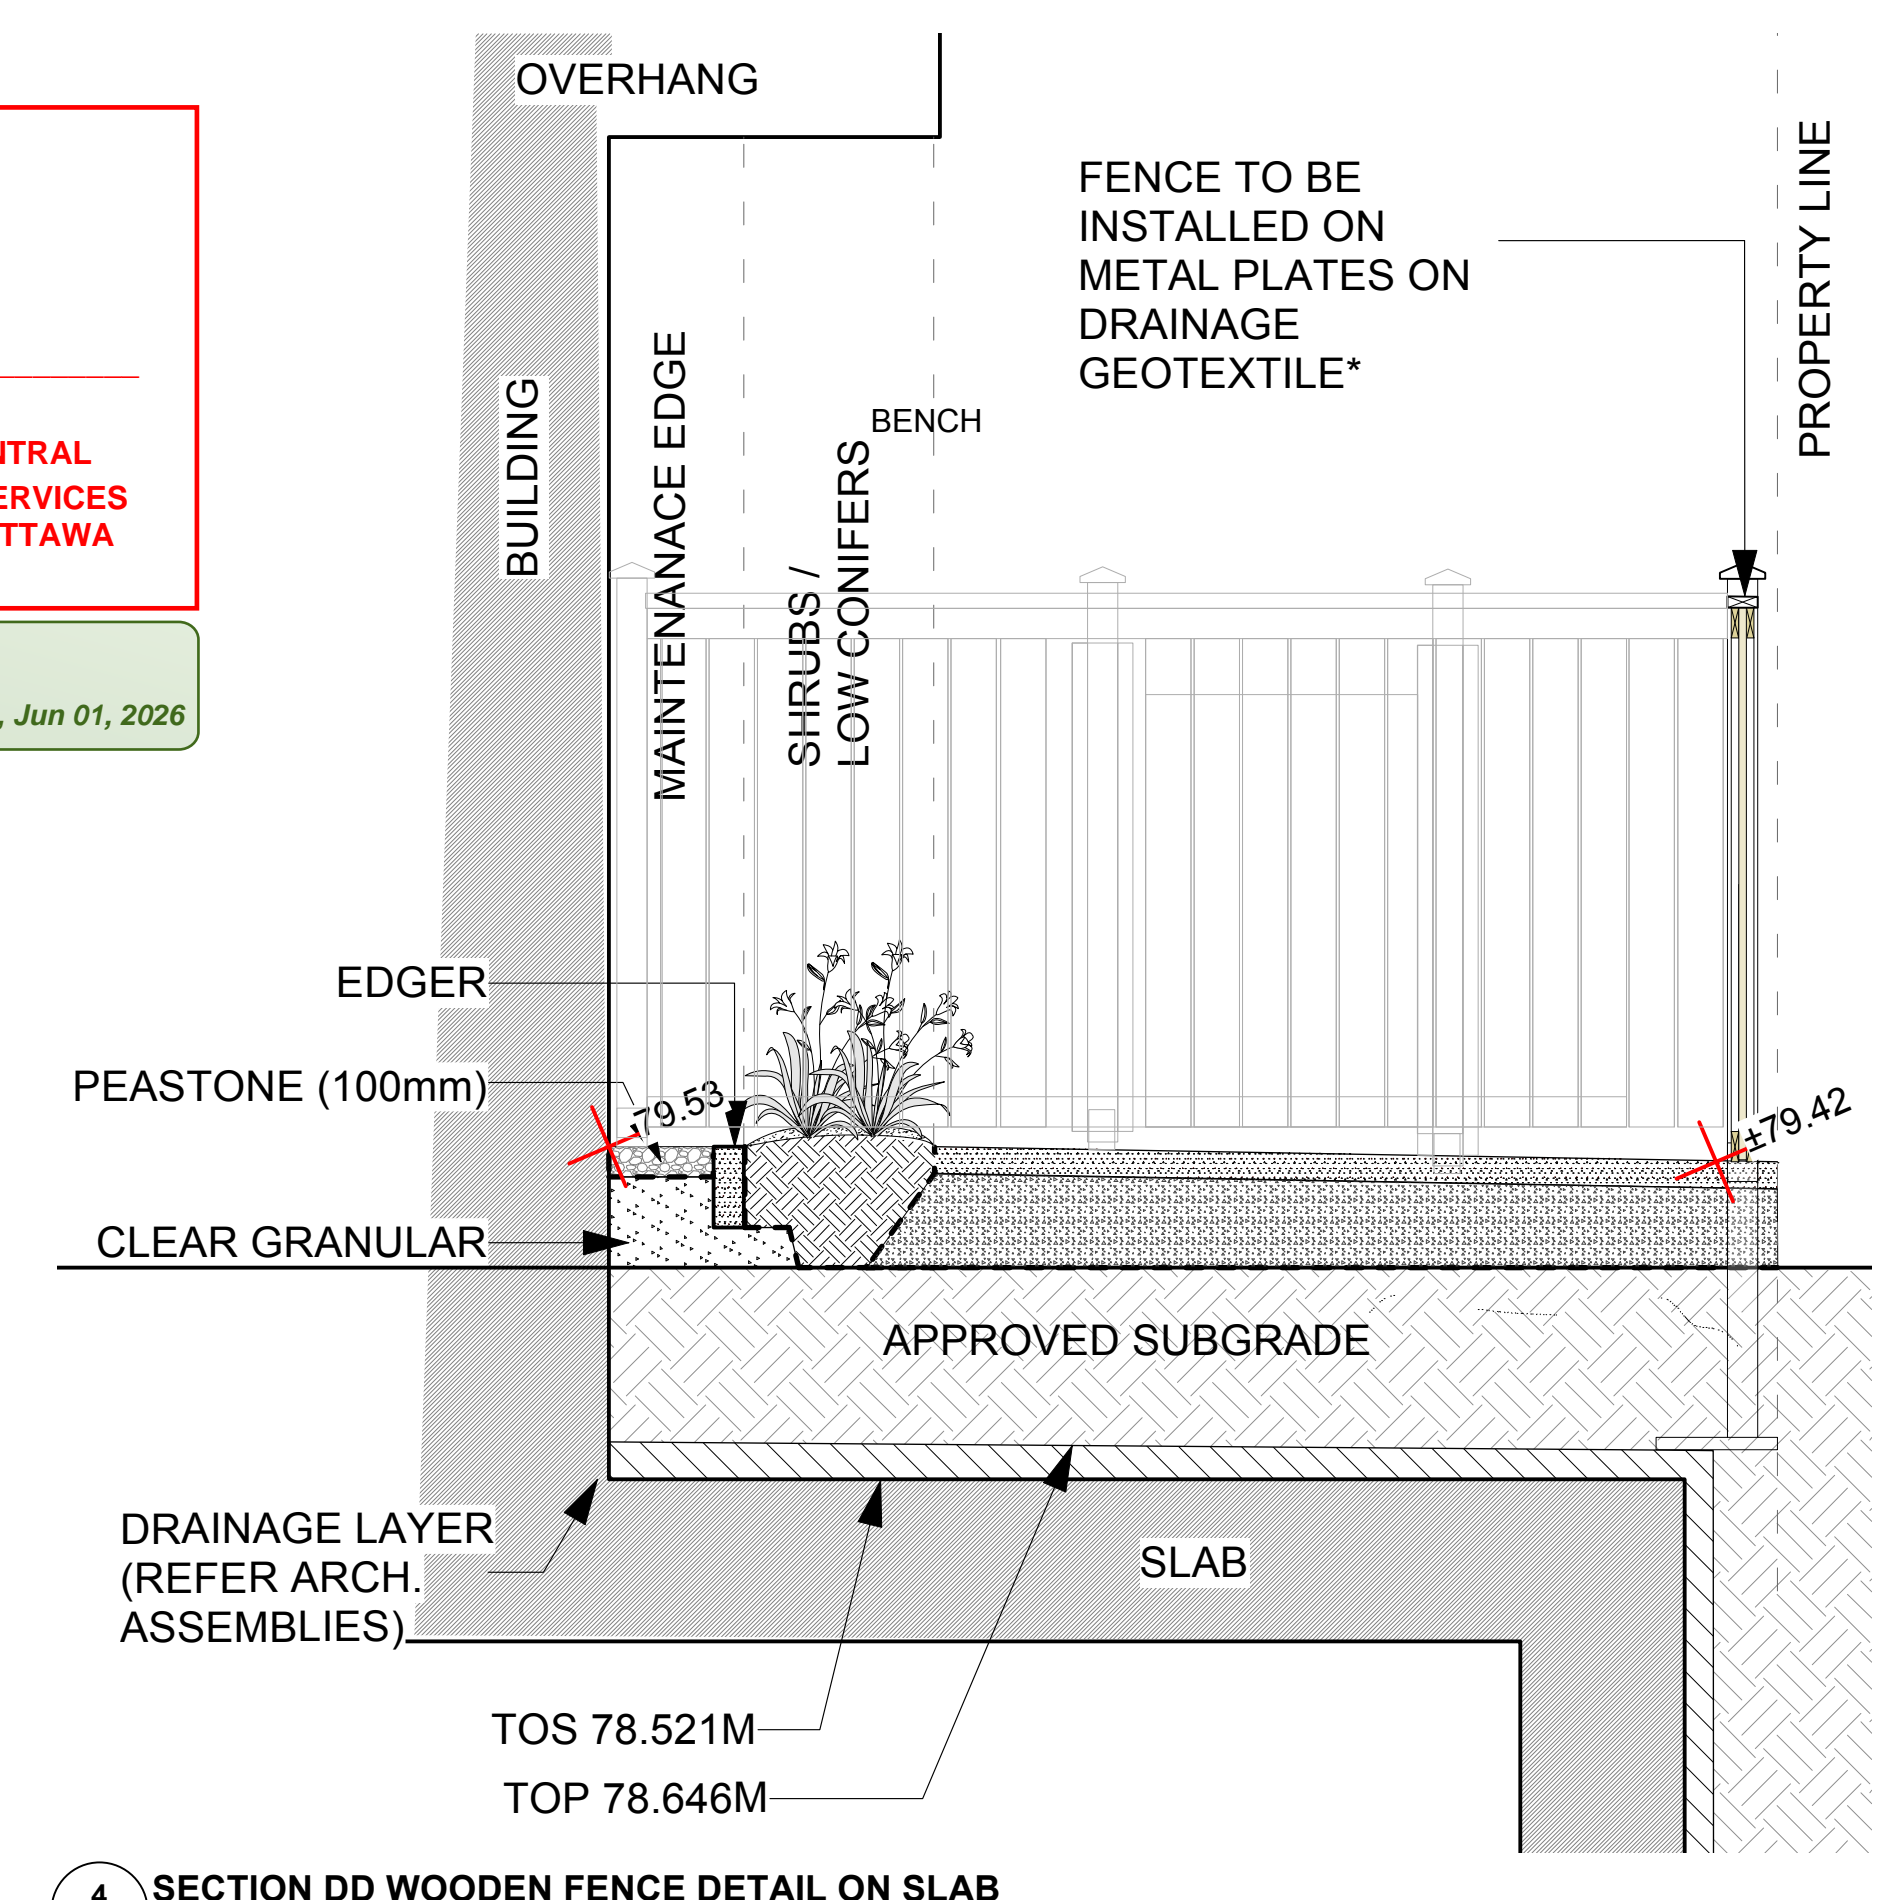 OVERHANG
FENCE TO BE
INSTALLED ON
METAL PLATES ON
DRAINAGE
GEOTEXTILE*
PROPERTY LINE
BUILDING
MAINTENANACE EDGE
SHRUBS /
LOW CONIFERS
BENCH
NTRAL
ERVICES
TTAWA
, Jun 01, 2026
EDGER
PEASTONE (100mm)
79.53
±79.42
CLEAR GRANULAR
APPROVED SUBGRADE
DRAINAGE LAYER
(REFER ARCH.
ASSEMBLIES)
SLAB
TOS 78.521M
TOP 78.646M
4
SECTION DD WOODEN FENCE DETAIL ON SLAB